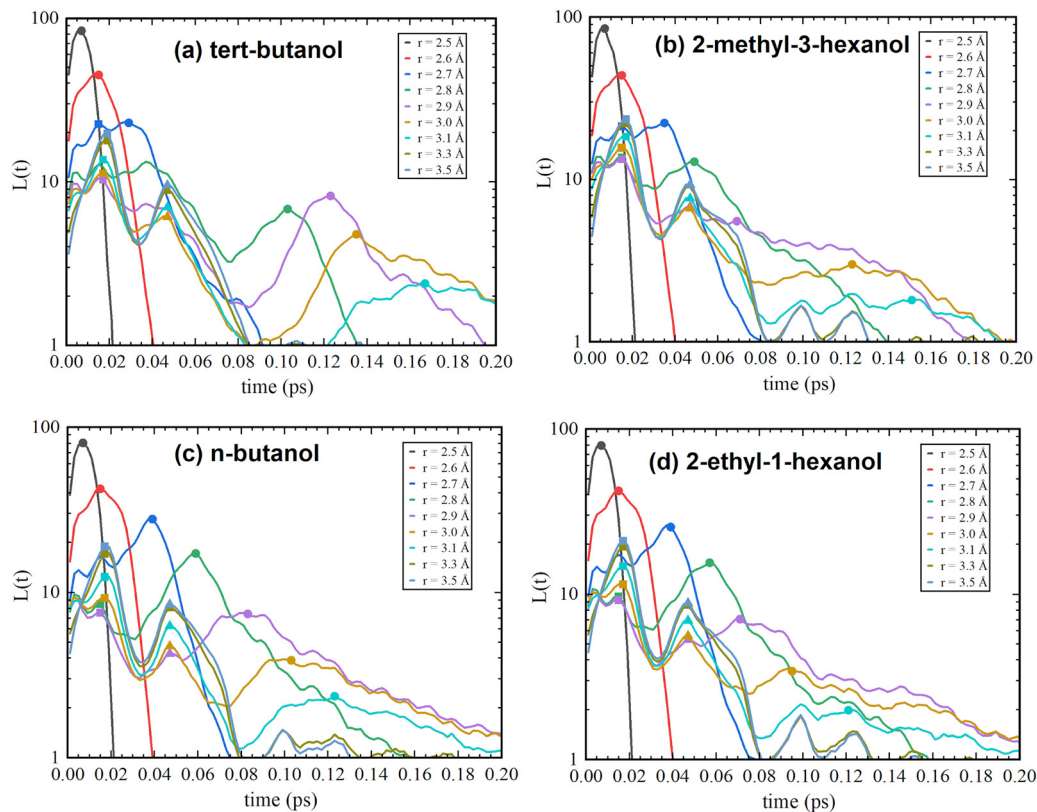 (a) tert-butanol
L(t)
100
10
1
r = 2.5 Å
r = 2.6 Å
r = 2.7 Å
r = 2.8 Å
r = 2.9 Å
r = 3.0 Å
r = 3.1 Å
r = 3.3 Å
r = 3.5 Å
0.00 0.02 0.04 0.06 0.08 0.10 0.12 0.14 0.16 0.18 0.20
time (ps)
(b) 2-methyl-3-hexanol
L(t)
100
10
1
r = 2.5 Å
r = 2.6 Å
r = 2.7 Å
r = 2.8 Å
r = 2.9 Å
r = 3.0 Å
r = 3.1 Å
r = 3.3 Å
r = 3.5 Å
0.00 0.02 0.04 0.06 0.08 0.10 0.12 0.14 0.16 0.18 0.20
time (ps)
(c) n-butanol
L(t)
100
10
1
r = 2.5 Å
r = 2.6 Å
r = 2.7 Å
r = 2.8 Å
r = 2.9 Å
r = 3.0 Å
r = 3.1 Å
r = 3.3 Å
r = 3.5 Å
0.00 0.02 0.04 0.06 0.08 0.10 0.12 0.14 0.16 0.18 0.20
time (ps)
(d) 2-ethyl-1-hexanol
L(t)
100
10
1
r = 2.5 Å
r = 2.6 Å
r = 2.7 Å
r = 2.8 Å
r = 2.9 Å
r = 3.0 Å
r = 3.1 Å
r = 3.3 Å
r = 3.5 Å
0.00 0.02 0.04 0.06 0.08 0.10 0.12 0.14 0.16 0.18 0.20
time (ps)